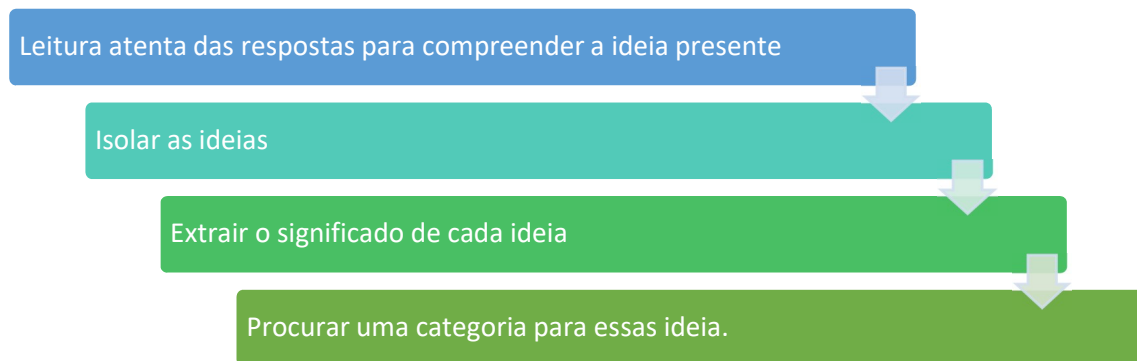 Leitura atenta das respostas para compreender a ideia presente
Isolar as ideias
Extrair o significado de cada ideia
Procurar uma categoria para essas ideia.